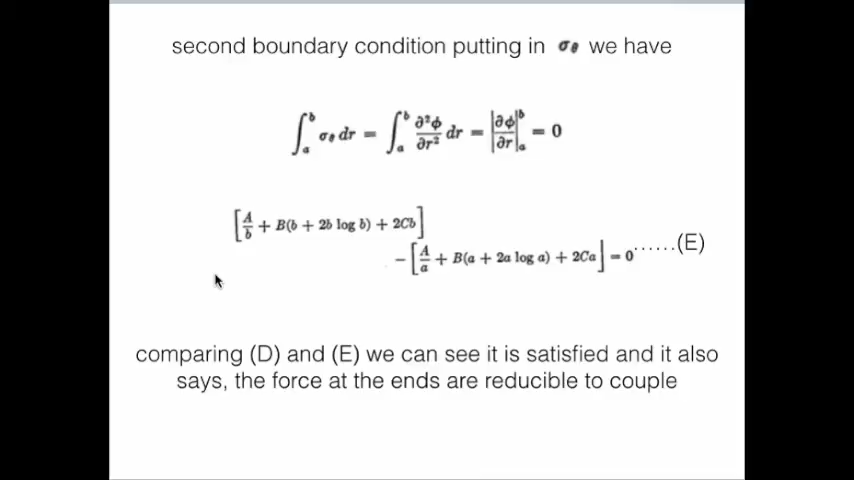 second boundary condition putting in σθ we have
∫ₐᵇ σθ dr = ∫ₐᵇ ∂²φ/∂r² dr = |∂φ/∂r|ₐᵇ = 0
[A/b + B(b + 2b log b) + 2Cb]
− [A/a + B(a + 2a log a) + 2Ca] = 0 ......(E)
comparing (D) and (E) we can see it is satisfied and it also
says, the force at the ends are reducible to couple